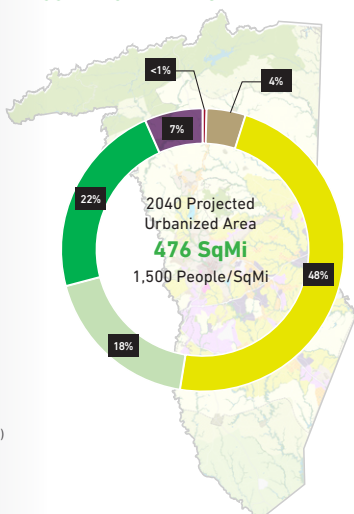 <1%
4%
7%
22%
2040 Projected
Urbanized Area
476 SqMi
1,500 People/SqMi
48%
18%
)